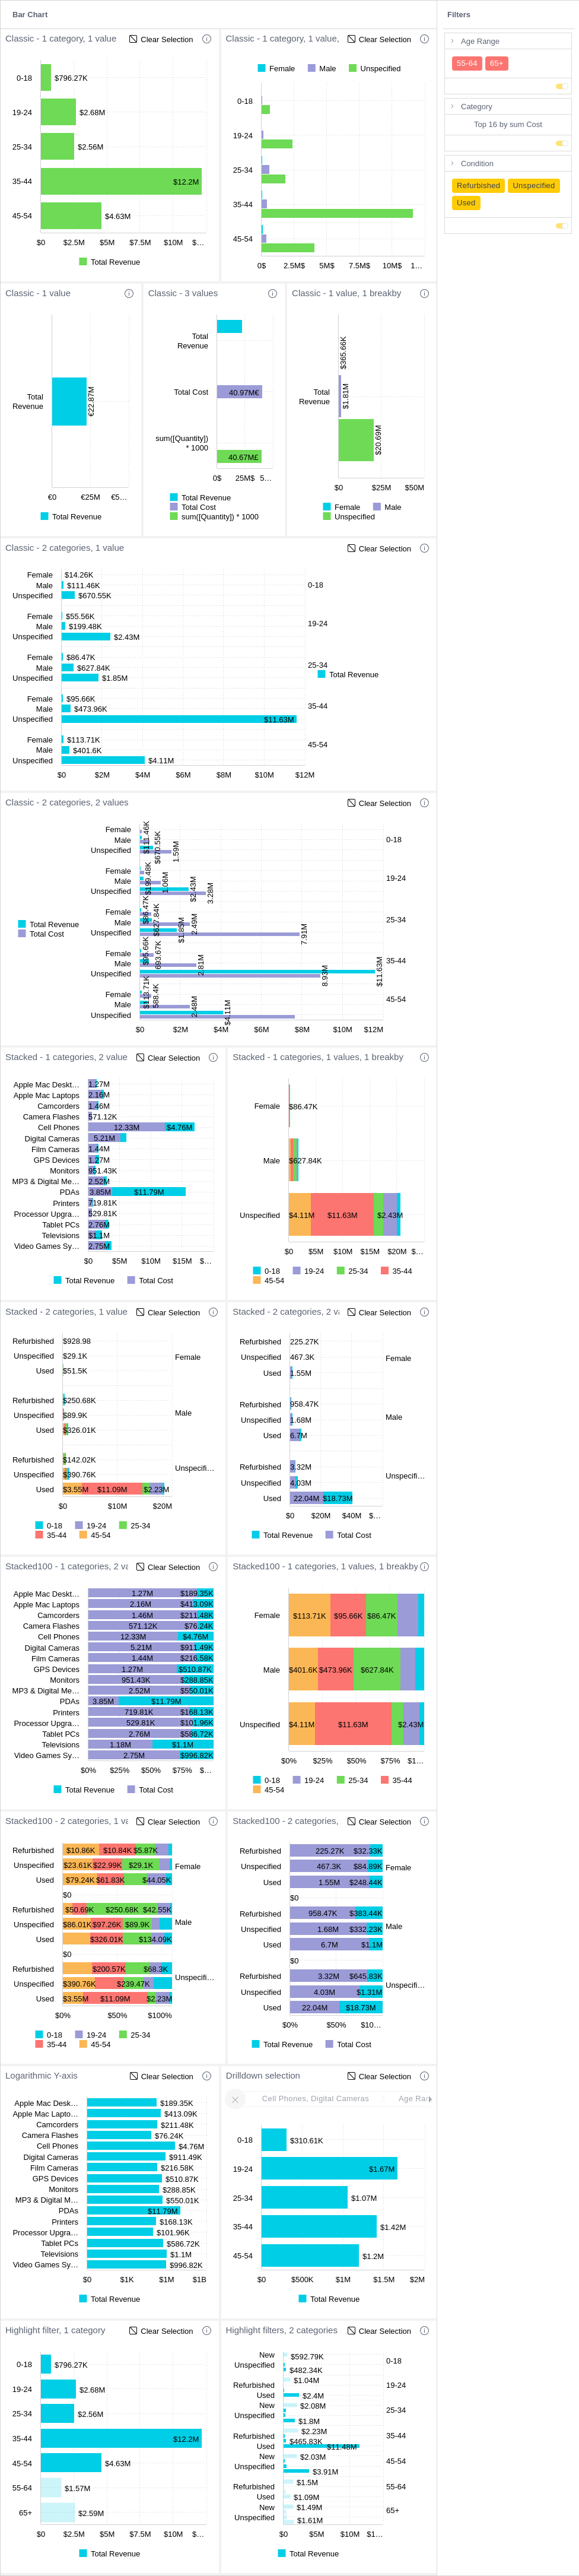 Bar Chart
Filters
Classic - 1 category, 1 value
Clear Selection
0-18
$796.27K
19-24
$2.68M
25-34
$2.56M
35-44
$12.2M
45-54
$4.63M
$0 $2.5M $5M $7.5M $10M $…
Total Revenue
Classic - 1 category, 1 value,
Clear Selection
Female Male Unspecified
0-18
19-24
25-34
35-44
45-54
0$ 2.5M$ 5M$ 7.5M$ 10M$ 1…
Age Range
55-64 65+
Category
Top 16 by sum Cost
Condition
Refurbished Unspecified
Used
Classic - 1 value
Total
Revenue
€22.87M
€0 €25M €5…
Total Revenue
Classic - 3 values
Total
Revenue
Total Cost
40.97M€
sum([Quantity])
* 1000
40.67M£
0$ 25M$ 5…
Total Revenue
Total Cost
sum([Quantity]) * 1000
Classic - 1 value, 1 breakby
Total
Revenue
$365.66K
$1.81M
$20.69M
$0 $25M $50M
Female Male
Unspecified
Classic - 2 categories, 1 value
Clear Selection
Female $14.26K
Male $111.46K
Unspecified $670.55K
0-18
Female $55.56K
Male $199.48K
Unspecified $2.43M
19-24
Female $86.47K
Male $627.84K
Unspecified $1.85M
25-34
Total Revenue
Female $95.66K
Male $473.96K
Unspecified $11.63M
35-44
Female $113.71K
Male $401.6K
Unspecified $4.11M
45-54
$0 $2M $4M $6M $8M $10M $12M
Classic - 2 categories, 2 values
Clear Selection
Female
Male
Unspecified
0-18
$670.55K
1.59M
Female
Male
Unspecified
19-24
$199.48K
1.06M
$2.43M
3.28M
Female
Male
Unspecified
25-34
$627.84K
2.49M
7.91M
Total Revenue
Total Cost
Female
Male
Unspecified
35-44
693.67K
2.81M
8.93M
$11.63M
Female
Male
Unspecified
45-54
588.4K
2.48M
$4.11M
$0 $2M $4M $6M $8M $10M $12M
Stacked - 1 categories, 2 value
Clear Selection
Apple Mac Deskt… 1.27M
Apple Mac Laptops 2.16M
Camcorders 1.46M
Camera Flashes 571.12K
Cell Phones 12.33M $4.76M
Digital Cameras 5.21M
Film Cameras 1.44M
GPS Devices 1.27M
Monitors 951.43K
MP3 & Digital Me… 2.52M
PDAs 3.85M $11.79M
Printers 719.81K
Processor Upgra… 529.81K
Tablet PCs 2.76M
Televisions $1.1M
Video Games Sy… 2.75M
$0 $5M $10M $15M $…
Total Revenue Total Cost
Stacked - 1 categories, 1 values, 1 breakby
Female $86.47K
Male $627.84K
Unspecified $4.11M $11.63M $2.43M
$0 $5M $10M $15M $20M $…
0-18 19-24 25-34 35-44
45-54
Stacked - 2 categories, 1 value
Clear Selection
Refurbished $928.98
Unspecified $29.1K
Used $51.5K
Female
Refurbished $250.68K
Unspecified $89.9K
Used $326.01K
Male
Refurbished $142.02K
Unspecified $390.76K
Used $3.55M $11.09M $2.23M
Unspecifi…
$0 $10M $20M
0-18 19-24 25-34
35-44 45-54
Stacked - 2 categories, 2 va
Clear Selection
Refurbished 225.27K
Unspecified 467.3K
Used 1.55M
Female
Refurbished 958.47K
Unspecified 1.68M
Used 6.7M
Male
Refurbished 3.32M
Unspecified 4.03M
Used 22.04M $18.73M
Unspecifi…
$0 $20M $40M $…
Total Revenue Total Cost
Stacked100 - 1 categories, 2 va
Clear Selection
Apple Mac Deskt… 1.27M $189.35K
Apple Mac Laptops 2.16M $413.09K
Camcorders 1.46M $211.48K
Camera Flashes 571.12K $76.24K
Cell Phones 12.33M $4.76M
Digital Cameras 5.21M $911.49K
Film Cameras 1.44M $216.58K
GPS Devices 1.27M $510.87K
Monitors 951.43K $288.85K
MP3 & Digital Me… 2.52M $550.01K
PDAs 3.85M $11.79M
Printers 719.81K $168.13K
Processor Upgra… 529.81K $101.96K
Tablet PCs 2.76M $586.72K
Televisions 1.18M $1.1M
Video Games Sy… 2.75M $996.82K
$0% $25% $50% $75% $…
Total Revenue Total Cost
Stacked100 - 1 categories, 1 values, 1 breakby
Female $113.71K $95.66K $86.47K
Male $401.6K $473.96K $627.84K
Unspecified $4.11M $11.63M $2.43M
$0% $25% $50% $75% $1…
0-18 19-24 25-34 35-44
45-54
Stacked100 - 2 categories, 1 va
Clear Selection
Refurbished $10.86K $10.84K $5.87K
Unspecified $23.61K $22.99K $29.1K
Used $79.24K $61.83K $44.05K
Female
$0
Refurbished $50.69K $250.68K $42.55K
Unspecified $86.01K $97.26K $89.9K
Used $326.01K $134.09K
Male
$0
Refurbished $200.57K $68.3K
Unspecified $390.76K $239.47K
Used $3.55M $11.09M $2.23M
Unspecifi…
$0% $50% $100%
0-18 19-24 25-34
35-44 45-54
Stacked100 - 2 categories,
Clear Selection
Refurbished 225.27K $32.33K
Unspecified 467.3K $84.89K
Used 1.55M $248.44K
Female
$0
Refurbished 958.47K $383.44K
Unspecified 1.68M $332.23K
Used 6.7M $1.1M
Male
$0
Refurbished 3.32M $645.83K
Unspecified 4.03M $1.31M
Used 22.04M $18.73M
Unspecifi…
$0% $50% $10…
Total Revenue Total Cost
Logarithmic Y-axis
Clear Selection
Apple Mac Desk… $189.35K
Apple Mac Lapto… $413.09K
Camcorders $211.48K
Camera Flashes $76.24K
Cell Phones $4.76M
Digital Cameras $911.49K
Film Cameras $216.58K
GPS Devices $510.87K
Monitors $288.85K
MP3 & Digital M… $550.01K
PDAs $11.79M
Printers $168.13K
Processor Upgra… $101.96K
Tablet PCs $586.72K
Televisions $1.1M
Video Games Sy… $996.82K
$0 $1K $1M $1B
Total Revenue
Drilldown selection
Clear Selection
Cell Phones, Digital Cameras Age Ran
0-18 $310.61K
19-24 $1.67M
25-34 $1.07M
35-44 $1.42M
45-54 $1.2M
$0 $500K $1M $1.5M $2M
Total Revenue
Highlight filter, 1 category
Clear Selection
0-18 $796.27K
19-24 $2.68M
25-34 $2.56M
35-44 $12.2M
45-54 $4.63M
55-64 $1.57M
65+ $2.59M
$0 $2.5M $5M $7.5M $10M $…
Total Revenue
Highlight filters, 2 categories
Clear Selection
New $592.79K
Unspecified
0-18
$482.34K
$1.04M
Refurbished
19-24
Used $2.4M
New $2.08M
Unspecified
25-34
$1.8M
$2.23M
Refurbished $465.83K
35-44
Used $11.48M
New $2.03M
Unspecified
45-54
$3.91M
$1.5M
Refurbished
55-64
Used $1.09M
New $1.49M
Unspecified
65+
$1.61M
$0 $5M $10M $1…
Total Revenue